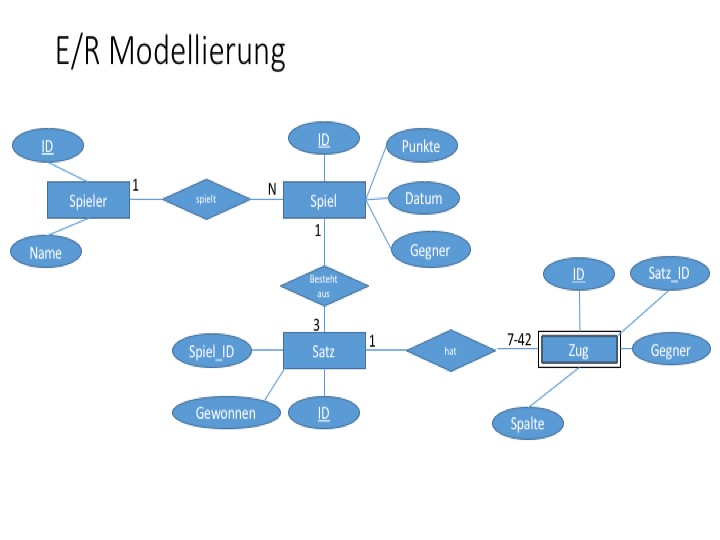 E/R Modellierung
ID
ID
Punkte
1
N
Spieler
spielt
Spiel
Datum
Name
1
Gegner
Besteht
aus
ID
Satz_ID
3
Spiel_ID
Satz
1
hat
7-42
Zug
Gegner
Gewonnen
ID
Spalte